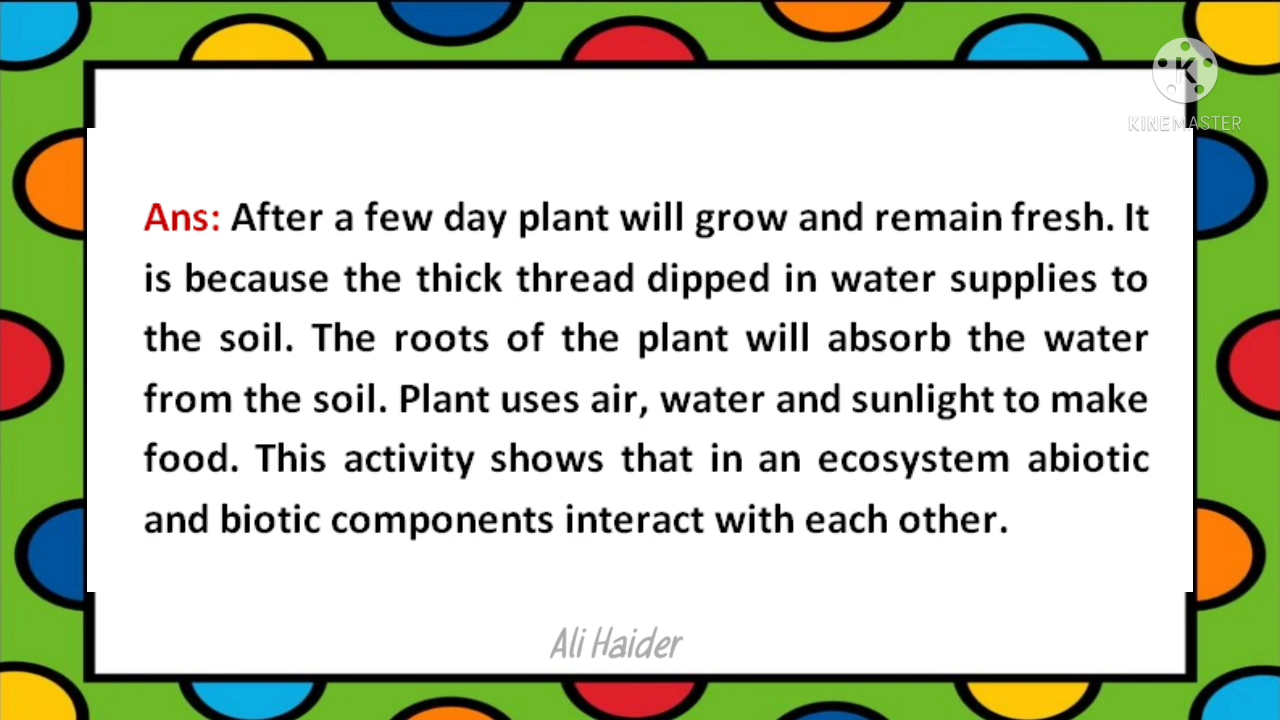 KINEMASTER
Ans: After a few day plant will grow and remain fresh. It
is because the thick thread dipped in water supplies to
the soil. The roots of the plant will absorb the water
from the soil. Plant uses air, water and sunlight to make
food. This activity shows that in an ecosystem abiotic
and biotic components interact with each other.
Ali Haider